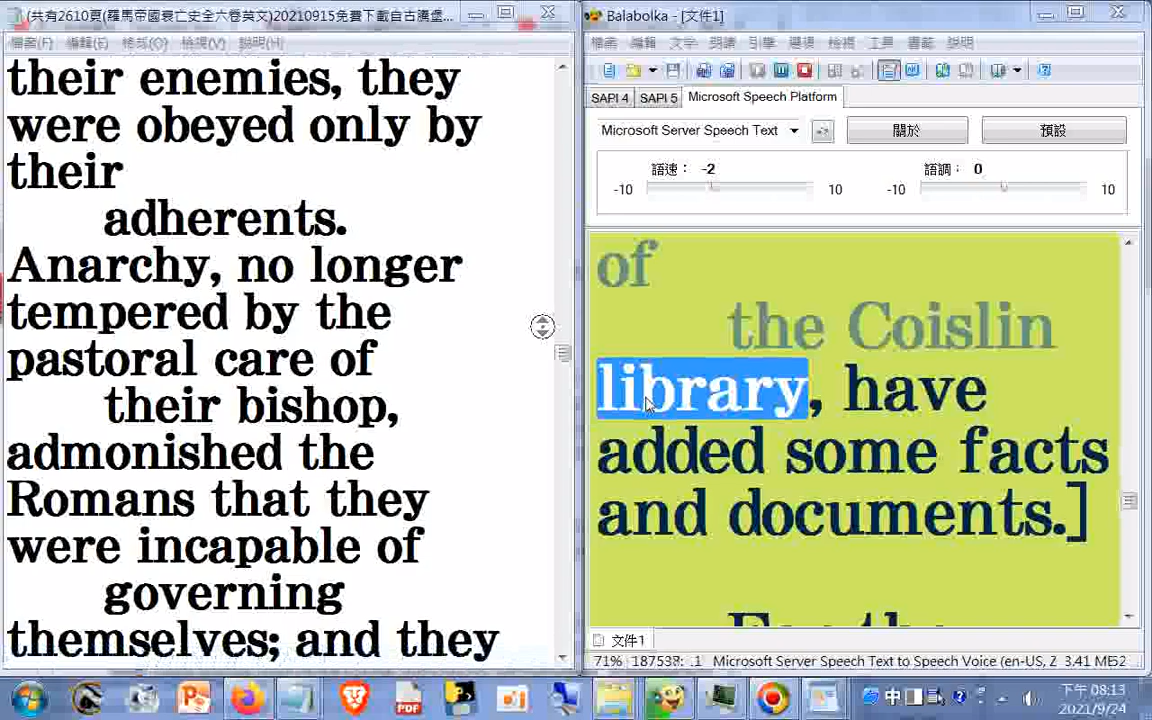 (共有2610頁(羅馬帝國衰亡史全六卷英文)20210915免費下載自古騰堡...
檔案(F) 編輯(E) 格式(O) 檢視(V) 說明(H)
their enemies, they
were obeyed only by
their
adherents.
Anarchy, no longer
tempered by the
pastoral care of
their bishop,
admonished the
Romans that they
were incapable of
governing
themselves; and they
Balabolka - [文件1]
檔案 編輯 文字 朗讀 引擎 選項 檢視 工具 書籤 說明
SAPI 4 SAPI 5 Microsoft Speech Platform
Microsoft Server Speech Text 關於 預設
語速： -2 語調： 0
-10 10 -10 10
of
the Coislin
library, have
added some facts
and documents.]
For the
文件1
71% Microsoft Server Speech Text to Speech Voice (en-US, Z
PDF
中
下午 08:13
2021/9/24